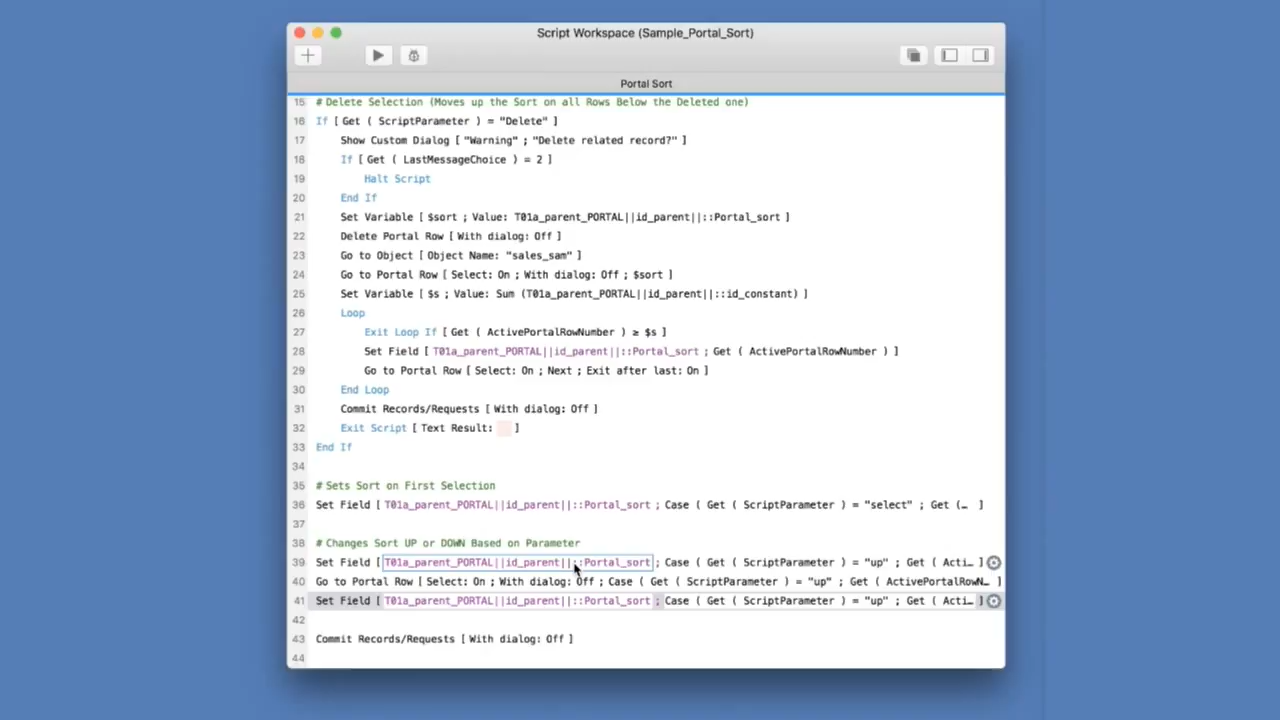 Script Workspace (Sample_Portal_Sort)
Portal Sort
15 # Delete Selection (Moves up the Sort on all Rows Below the Deleted one)
16 If [ Get ( ScriptParameter ) = "Delete" ]
17 Show Custom Dialog [ "Warning" ; "Delete related record?" ]
18 If [ Get ( LastMessageChoice ) = 2 ]
19 Halt Script
20 End If
21 Set Variable [ $sort ; Value: T01a_parent_PORTAL||id_parent||::Portal_sort ]
22 Delete Portal Row [ With dialog: Off ]
23 Go to Object [ Object Name: "sales_sam" ]
24 Go to Portal Row [ Select: On ; With dialog: Off ; $sort ]
25 Set Variable [ $s ; Value: Sum (T01a_parent_PORTAL||id_parent||::id_constant) ]
26 Loop
27 Exit Loop If [ Get ( ActivePortalRowNumber ) ≥ $s ]
28 Set Field [ T01a_parent_PORTAL||id_parent||::Portal_sort ; Get ( ActivePortalRowNumber ) ]
29 Go to Portal Row [ Select: On ; Next ; Exit after last: On ]
30 End Loop
31 Commit Records/Requests [ With dialog: Off ]
32 Exit Script [ Text Result: ]
33 End If
34
35 # Sets Sort on First Selection
36 Set Field [ T01a_parent_PORTAL||id_parent||::Portal_sort ; Case ( Get ( ScriptParameter ) = "select" ; Get (… ]
37
38 # Changes Sort UP or DOWN Based on Parameter
39 Set Field [ T01a_parent_PORTAL||id_parent||::Portal_sort ; Case ( Get ( ScriptParameter ) = "up" ; Get ( Acti… ]
40 Go to Portal Row [ Select: On ; With dialog: Off ; Case ( Get ( ScriptParameter ) = "up" ; Get ( ActivePortalRowN… ]
41 Set Field [ T01a_parent_PORTAL||id_parent||::Portal_sort ; Case ( Get ( ScriptParameter ) = "up" ; Get ( Acti… ]
42
43 Commit Records/Requests [ With dialog: Off ]
44